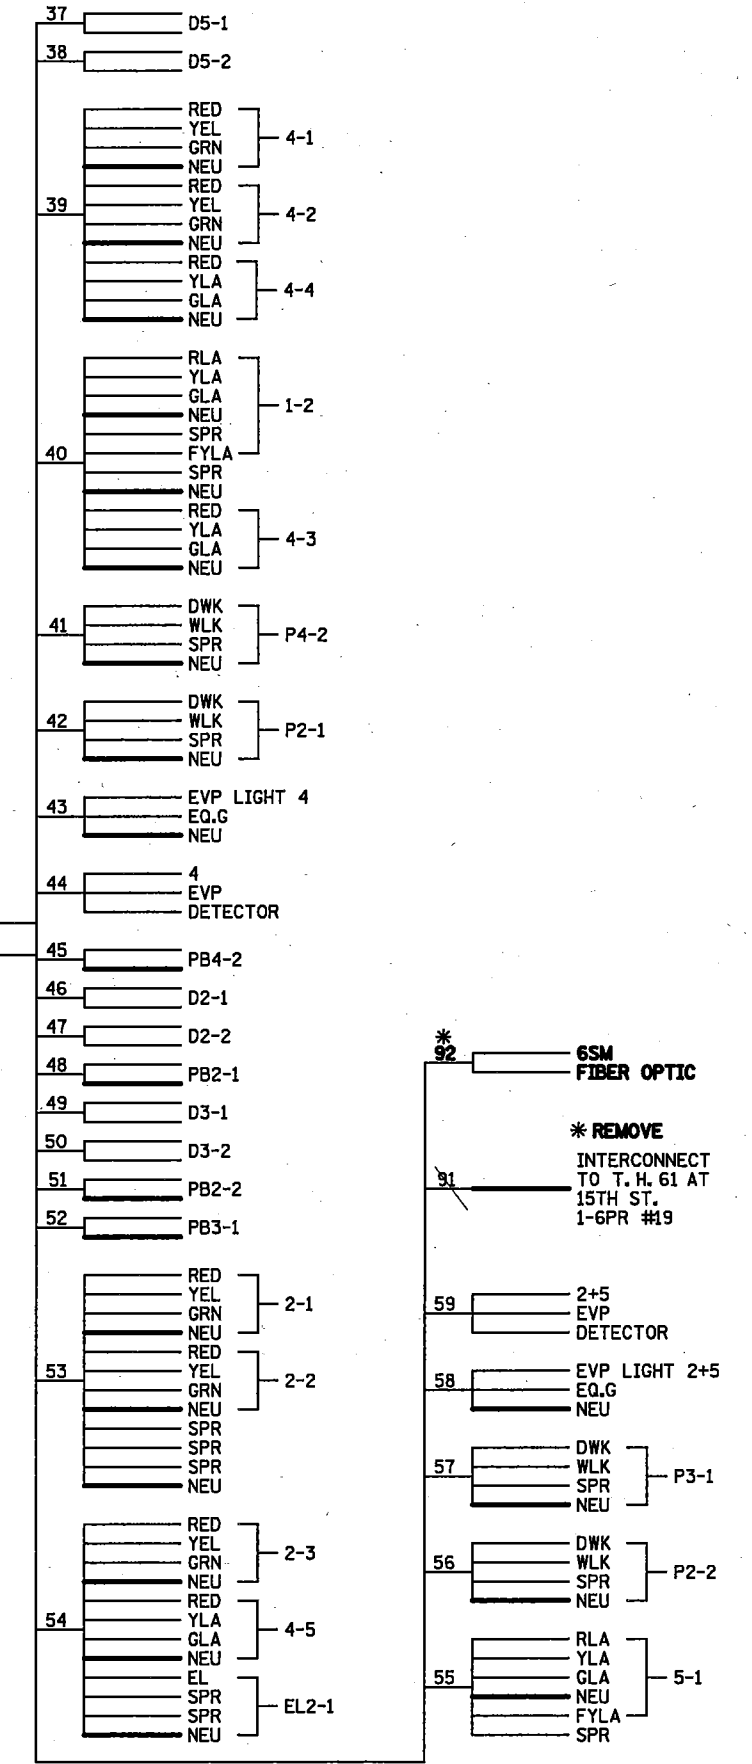 37
D5-1
38
D5-2
39
RED
YEL
GRN
NEU
4-1
RED
YEL
GRN
NEU
4-2
RED
YLA
GLA
NEU
4-4
40
RLA
YLA
GLA
NEU
SPR
FYLA
1-2
SPR
NEU
RED
YLA
GLA
NEU
4-3
41
DWK
WLK
SPR
NEU
P4-2
42
DWK
WLK
SPR
NEU
P2-1
43
EVP LIGHT 4
EQ.G
NEU
44
4
EVP
DETECTOR
45
PB4-2
46
D2-1
47
D2-2
48
PB2-1
49
D3-1
50
D3-2
51
PB2-2
52
PB3-1
53
RED
YEL
GRN
NEU
2-1
RED
YEL
GRN
NEU
2-2
SPR
SPR
SPR
NEU
54
RED
YEL
GRN
NEU
2-3
RED
YLA
GLA
NEU
4-5
EL
SPR
SPR
NEU
EL2-1
*
92
6SM
FIBER OPTIC
* REMOVE
91
INTERCONNECT
TO T.H. 61 AT
15TH ST.
1-6PR #19
59
2+5
EVP
DETECTOR
58
EVP LIGHT 2+5
EQ.G
NEU
57
DWK
WLK
SPR
NEU
P3-1
56
DWK
WLK
SPR
NEU
P2-2
55
RLA
YLA
GLA
NEU
FYLA
SPR
5-1